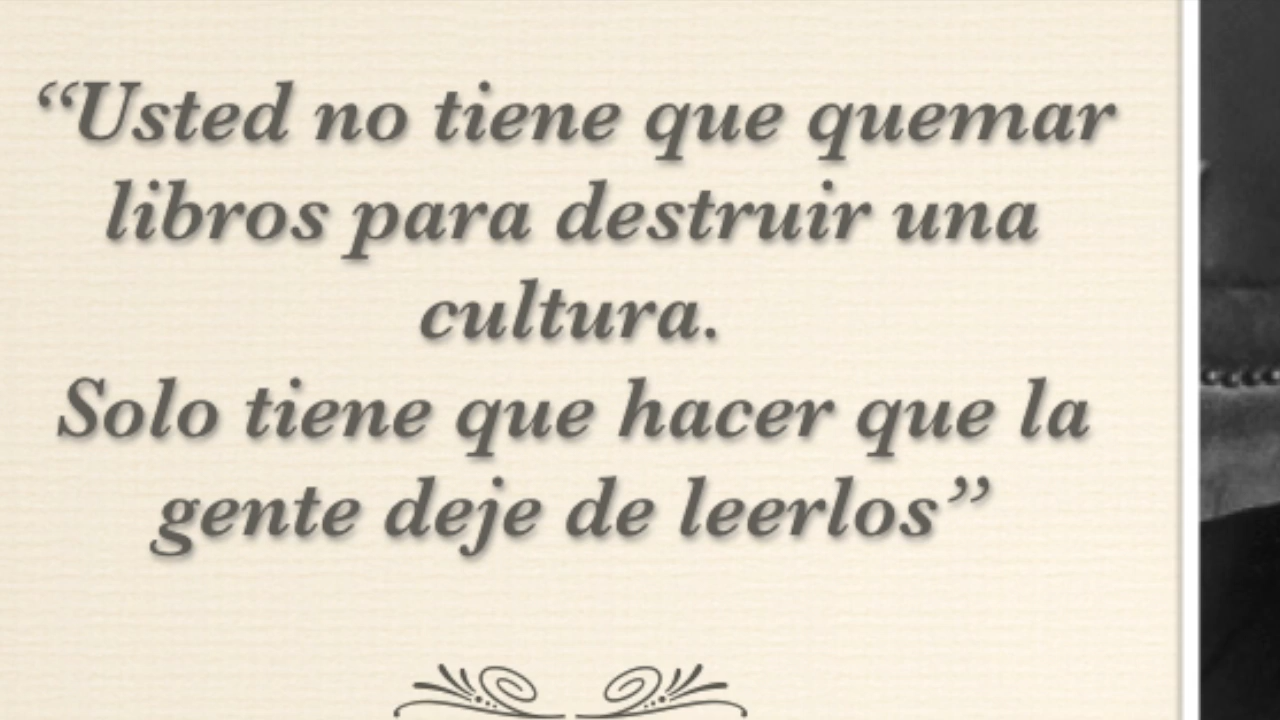 “Usted no tiene que quemar
libros para destruir una
cultura.
Solo tiene que hacer que la
gente deje de leerlos”